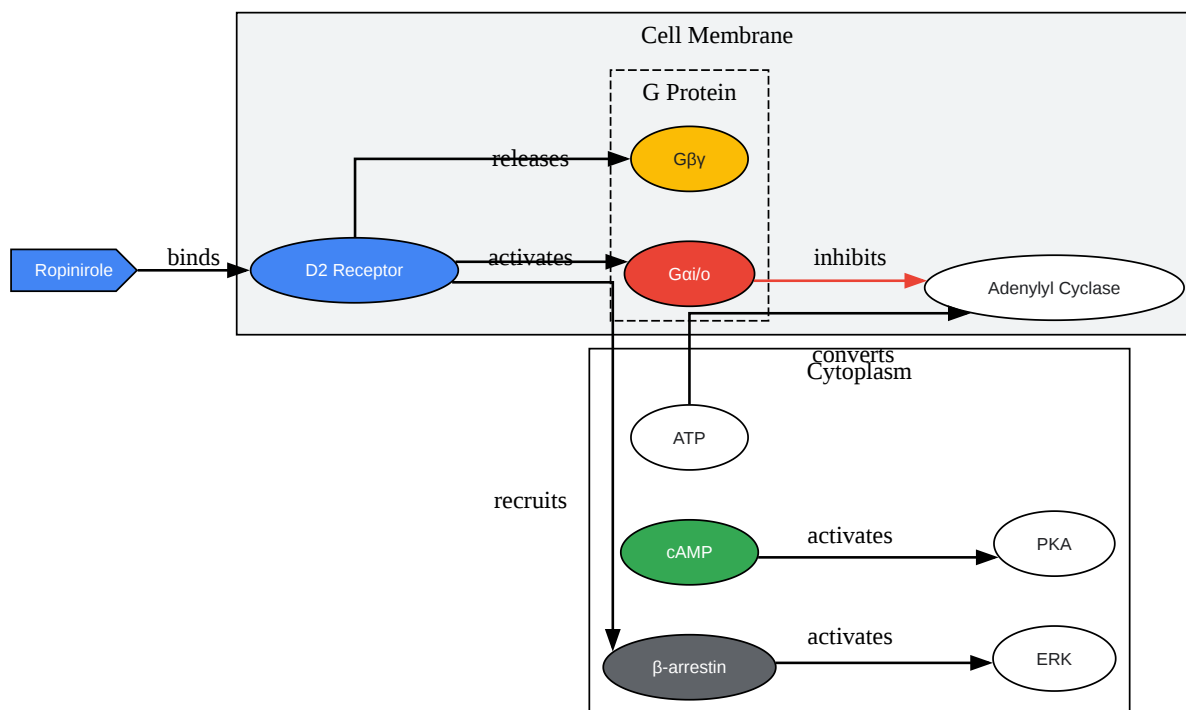 Cell Membrane
G Protein
Gβγ
releases
Ropinirole
binds
D2 Receptor
activates
Gαi/o
inhibits
Adenylyl Cyclase
converts
Cytoplasm
ATP
recruits
cAMP
activates
PKA
β-arrestin
activates
ERK